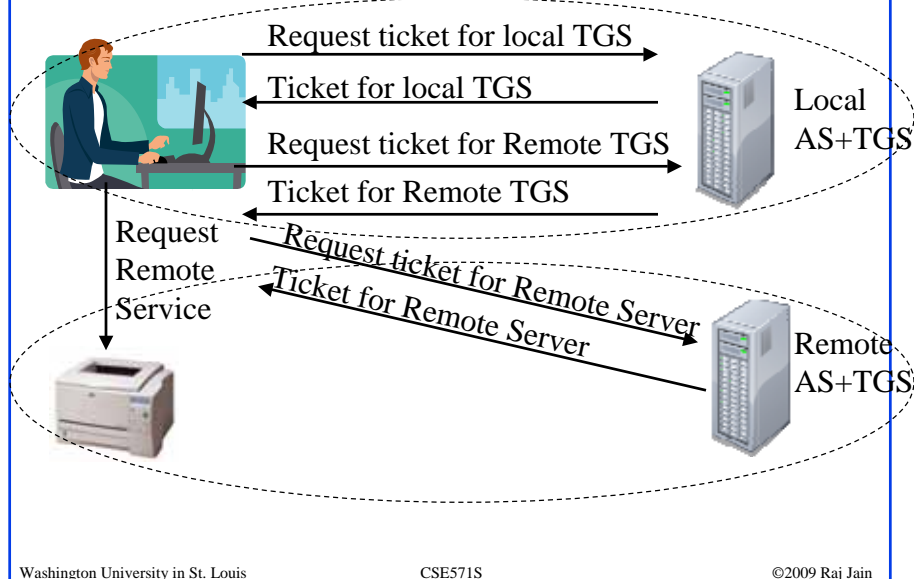 Request ticket for local TGS
Ticket for local TGS
Local
AS+TGS
Request ticket for Remote TGS
Ticket for Remote TGS
Request
Remote
Service
Request ticket for Remote Server
Ticket for Remote Server
Remote
AS+TGS
Washington University in St. Louis
CSE571S
©2009 Raj Jain